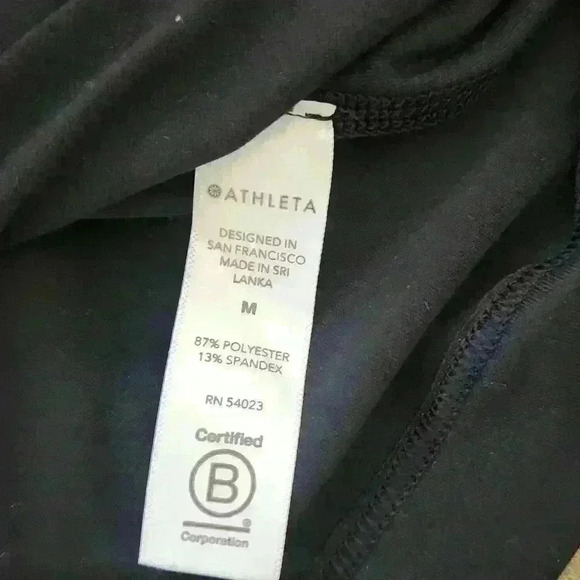 ATHLETA
DESIGNED IN
SAN FRANCISCO
MADE IN SRI
LANKA
M
87% POLYESTER
13% SPANDEX
RN 54023
Certified
B
®
Corporation